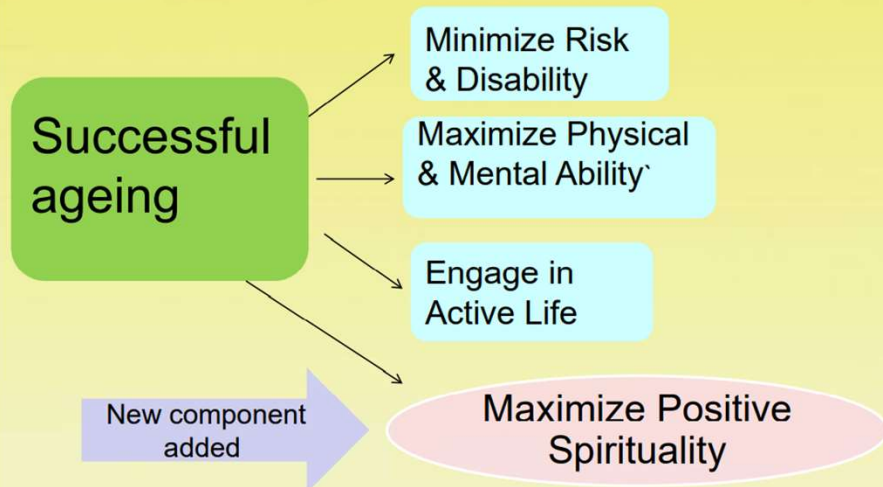 Successful
ageing
Minimize Risk
& Disability
Maximize Physical
& Mental Ability`
Engage in
Active Life
New component
added
Maximize Positive
Spirituality